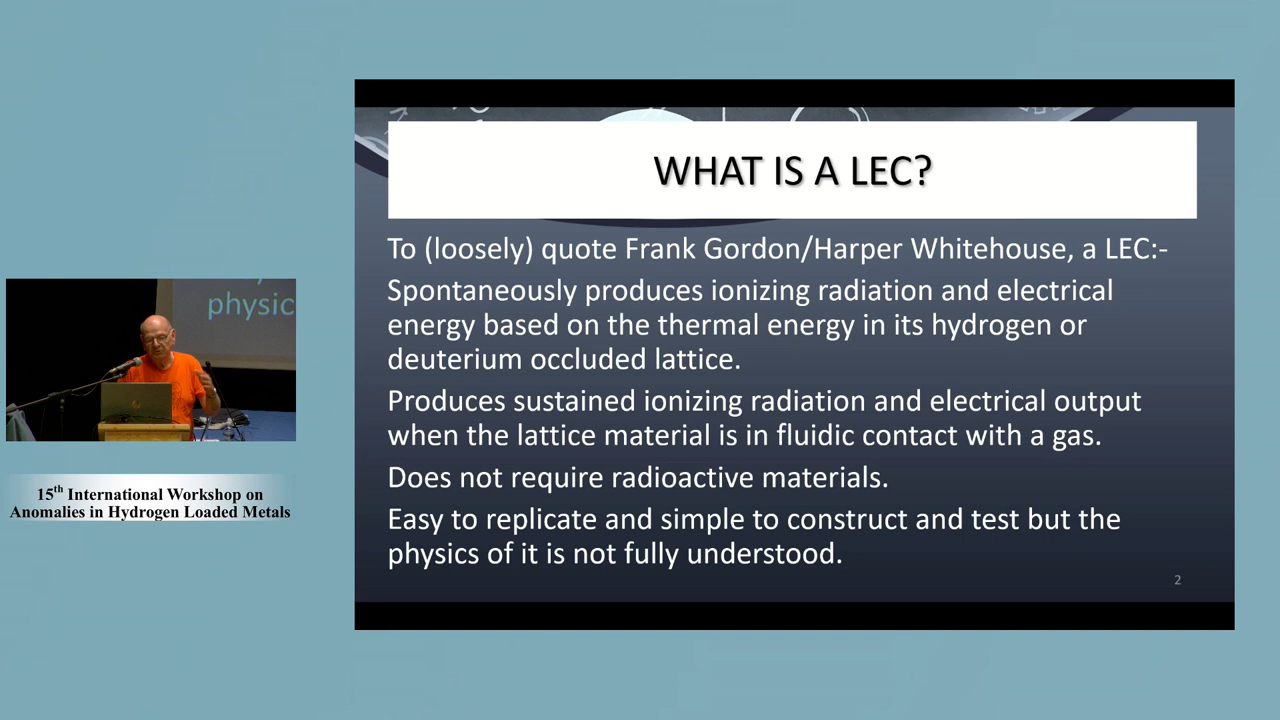 WHAT IS A LEC?
To (loosely) quote Frank Gordon/Harper Whitehouse, a LEC:-
Spontaneously produces ionizing radiation and electrical
energy based on the thermal energy in its hydrogen or
deuterium occluded lattice.
Produces sustained ionizing radiation and electrical output
when the lattice material is in fluidic contact with a gas.
Does not require radioactive materials.
Easy to replicate and simple to construct and test but the
physics of it is not fully understood.
2
physic
15th International Workshop on
Anomalies in Hydrogen Loaded Metals